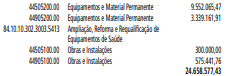 44905200.00 Equipamentos e Material Permanente 9.552.065,47
44905200.00 Equipamentos e Material Permanente 3.339.161,91
84.10.10.302.3003.5413 Ampliação, Reforma e Requalificação de
Equipamentos de Saúde
44905100.00 Obras e Instalações 300.000,00
44905100.00 Obras e Instalações 575.441,76
24.658.577,43